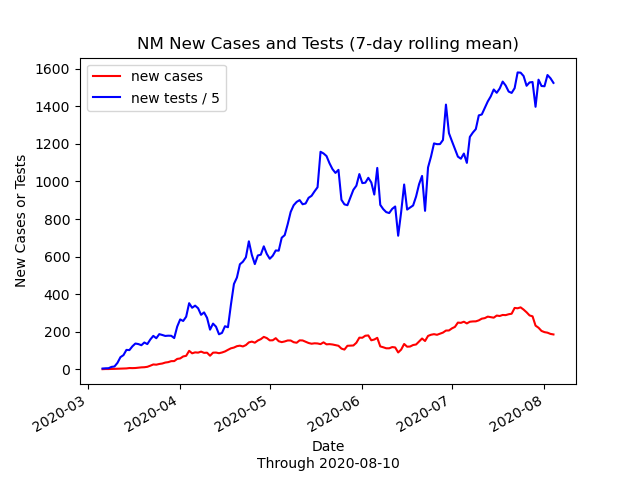 NM New Cases and Tests (7-day rolling mean)
new cases
new tests / 5
New Cases or Tests
1600
1400
1200
1000
800
600
400
200
0
2020-03
2020-04
2020-05
2020-06
2020-07
2020-08
Date
Through 2020-08-10